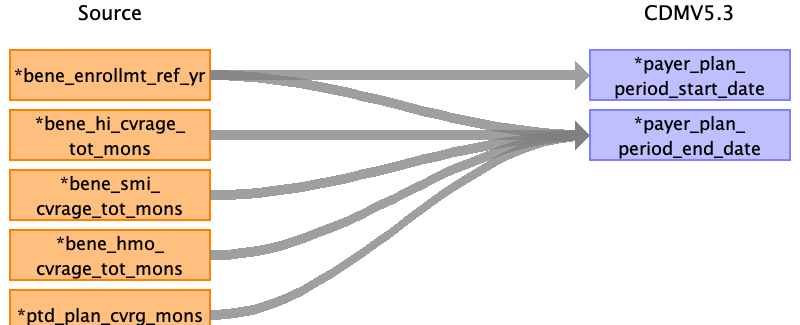 Source
CDMV5.3
*bene_enrollmt_ref_yr
*payer_plan_
period_start_date
*bene_hi_cvrage_
tot_mons
*payer_plan_
period_end_date
*bene_smi_
cvrage_tot_mons
*bene_hmo_
cvrage_tot_mons
*ptd_plan_cvrg_mons